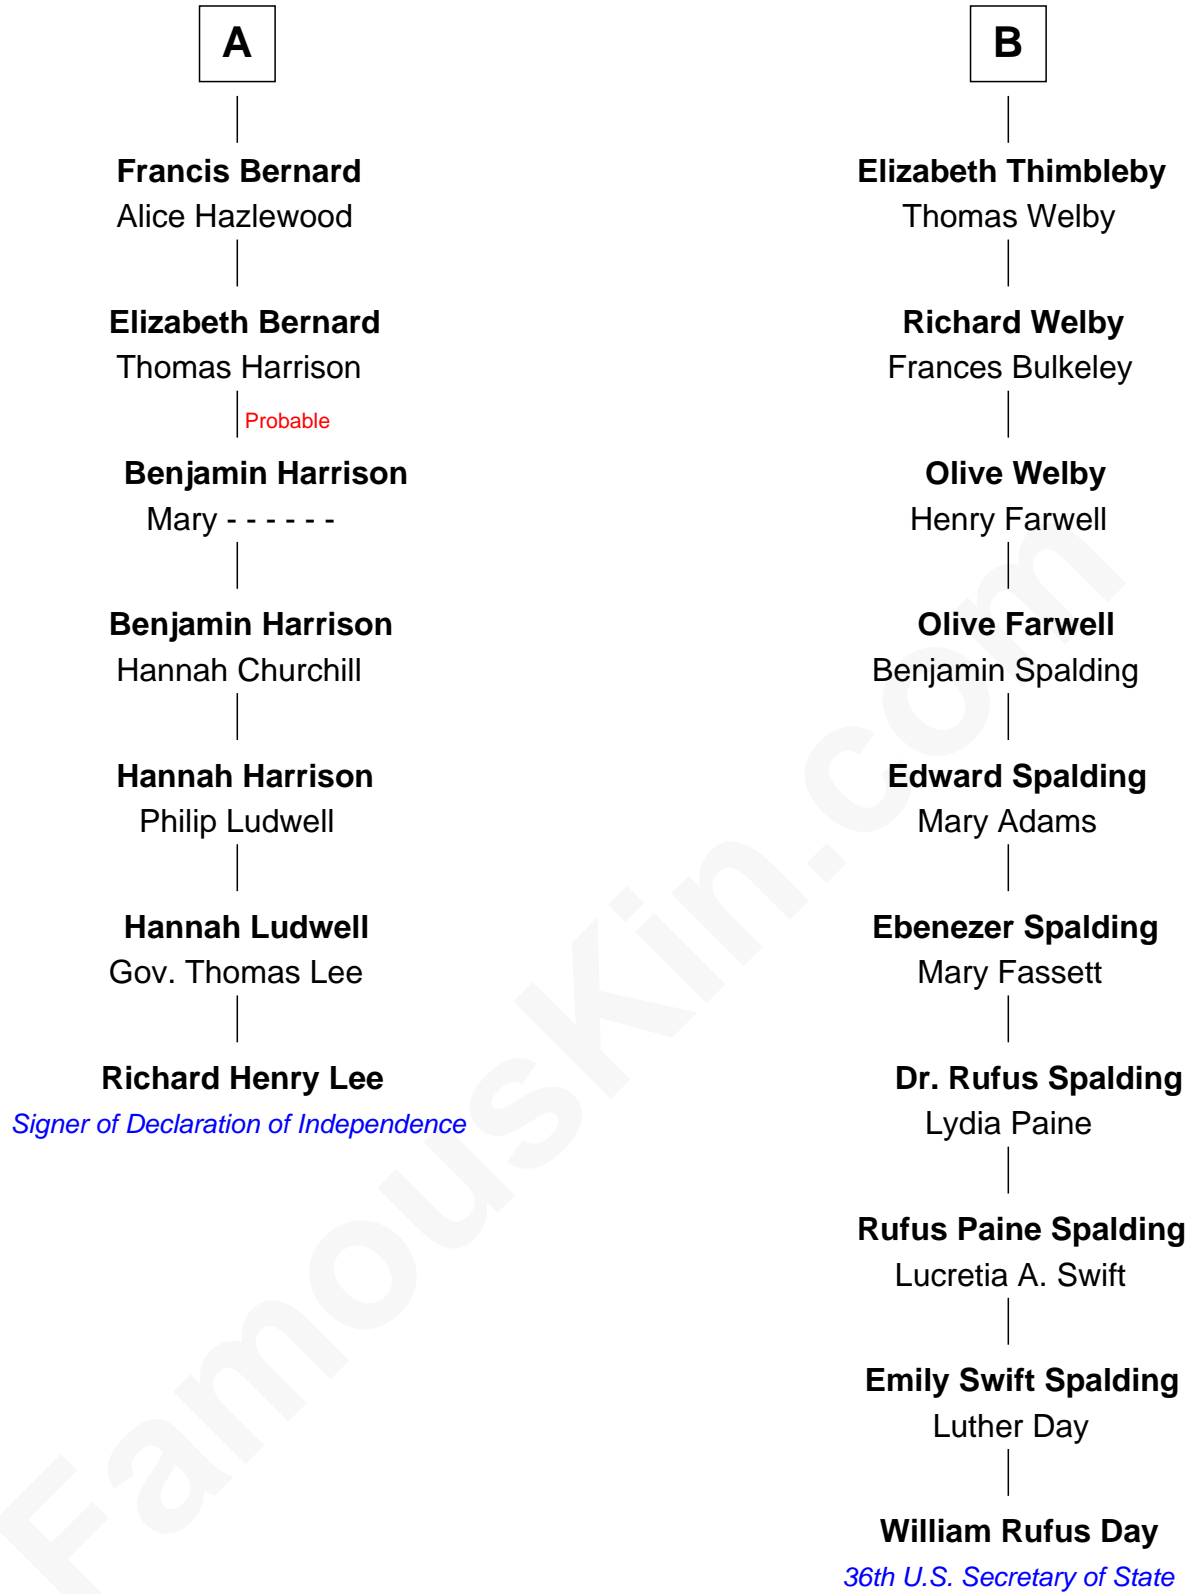 A
Francis Bernard
Alice Hazlewood
Elizabeth Bernard
Thomas Harrison
Probable
Benjamin Harrison
Mary - - - - - -
Benjamin Harrison
Hannah Churchill
Hannah Harrison
Philip Ludwell
Hannah Ludwell
Gov. Thomas Lee
Richard Henry Lee
Signer of Declaration of Independence
B
Elizabeth Thimbleby
Thomas Welby
Richard Welby
Frances Bulkeley
Olive Welby
Henry Farwell
Olive Farwell
Benjamin Spalding
Edward Spalding
Mary Adams
Ebenezer Spalding
Mary Fassett
Dr. Rufus Spalding
Lydia Paine
Rufus Paine Spalding
Lucretia A. Swift
Emily Swift Spalding
Luther Day
William Rufus Day
36th U.S. Secretary of State
FamousKin.com